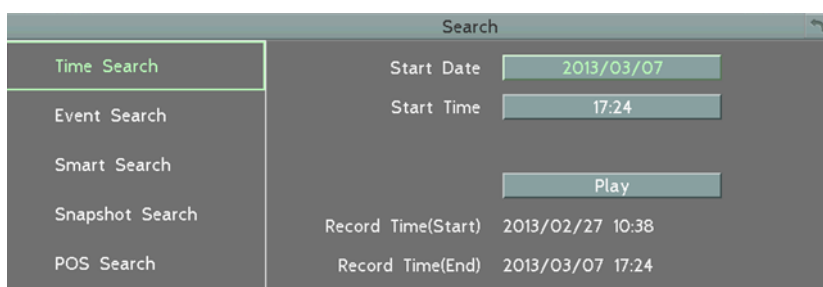 Search
Time Search
Event Search
Smart Search
Snapshot Search
POS Search
Start Date 2013/03/07
Start Time 17:24
Play
Record Time(Start) 2013/02/27 10:38
Record Time(End) 2013/03/07 17:24